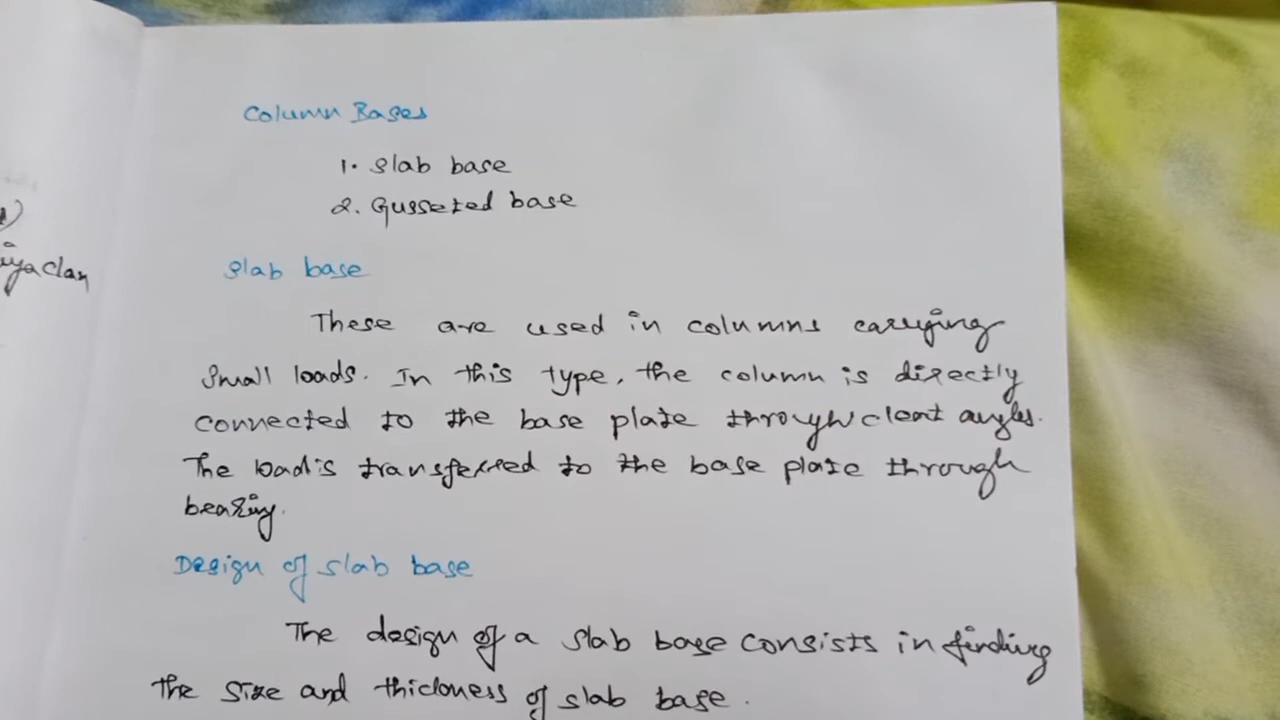 Column Bases
1. Slab base
2. Gusseted base
Slab base
These are used in columns carrying
small loads. In this type, the column is directly
connected to the base plate through cleat angles.
The load is transferred to the base plate through
bearing.
Design of slab base
The design of a slab base consists in finding
the size and thickness of slab base.